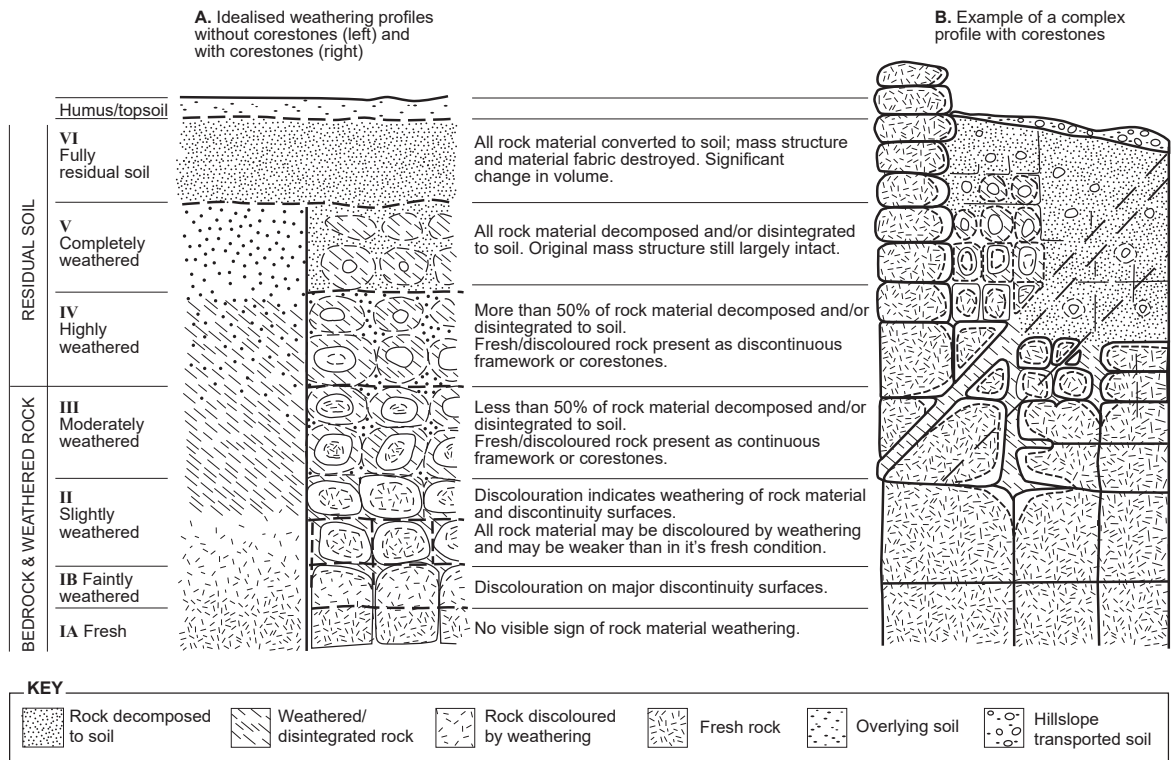 A. Idealised weathering profiles
without corestones (left) and
with corestones (right)
B. Example of a complex
profile with corestones
Humus/topsoil
RESIDUAL SOIL
VI
Fully
residual soil
All rock material converted to soil; mass structure
and material fabric destroyed. Significant
change in volume.
V
Completely
weathered
All rock material decomposed and/or disintegrated
to soil. Original mass structure still largely intact.
IV
Highly
weathered
More than 50% of rock material decomposed and/or
disintegrated to soil.
Fresh/discoloured rock present as discontinuous
framework or corestones.
BEDROCK & WEATHERED ROCK
III
Moderately
weathered
Less than 50% of rock material decomposed and/or
disintegrated to soil.
Fresh/discoloured rock present as continuous
framework or corestones.
II
Slightly
weathered
Discolouration indicates weathering of rock material
and discontinuity surfaces.
All rock material may be discoloured by weathering
and may be weaker than in it's fresh condition.
IB Faintly
weathered
Discolouration on major discontinuity surfaces.
IA Fresh
No visible sign of rock material weathering.
KEY
Rock decomposed
to soil
Weathered/
disintegrated rock
Rock discoloured
by weathering
Fresh rock
Overlying soil
Hillslope
transported soil